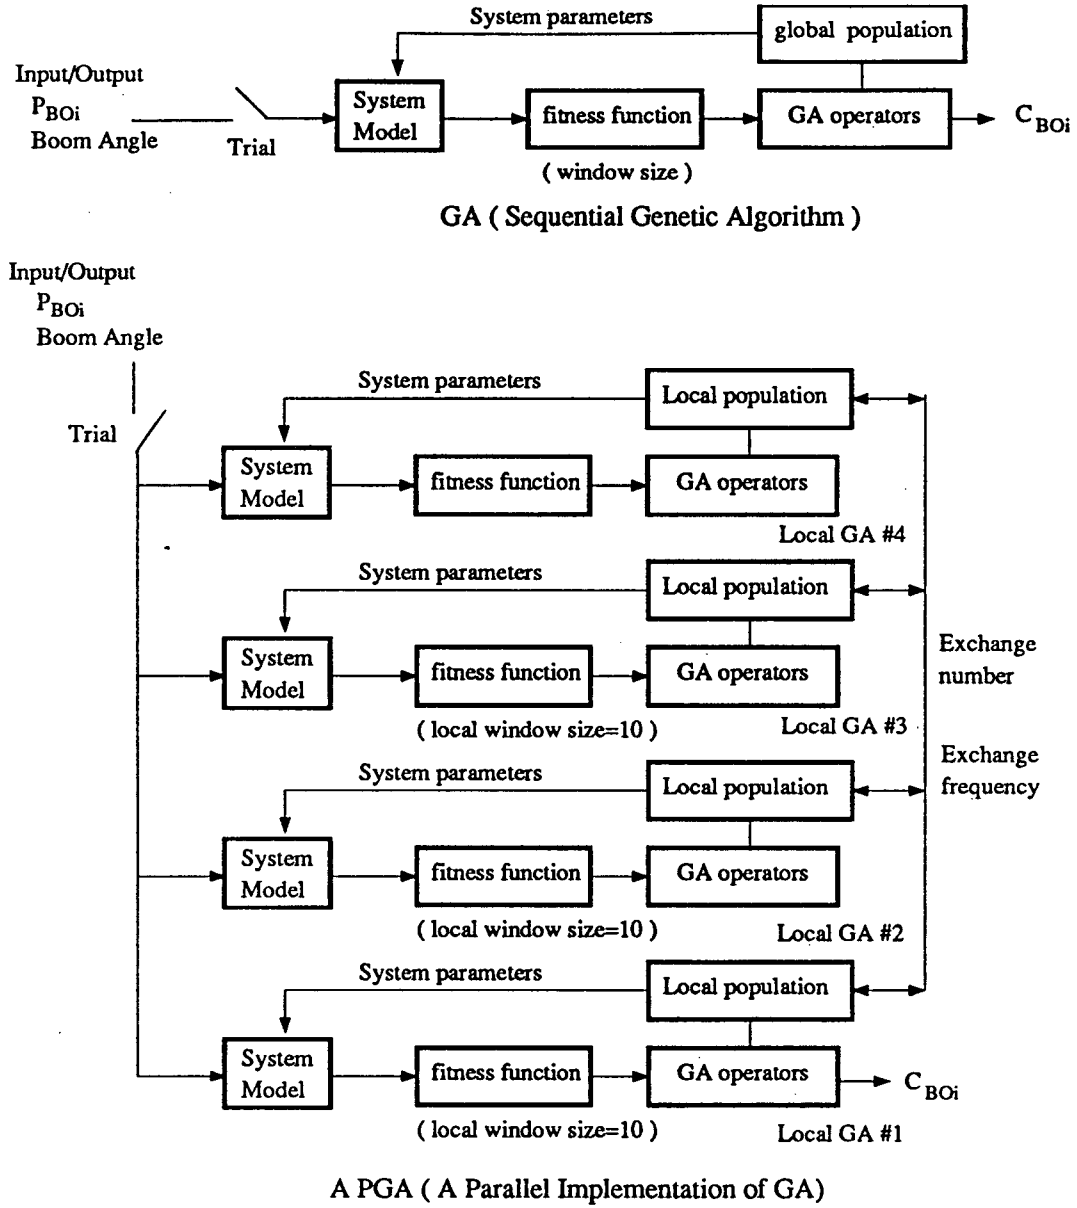 System parameters
global population
Input/Output
P_BOi
Boom Angle
Trial
System
Model
fitness function
GA operators
C_BOi
( window size )
GA ( Sequential Genetic Algorithm )
Input/Output
P_BOi
Boom Angle
Trial
System parameters
Local population
System
Model
fitness function
GA operators
Local GA #4
System parameters
Local population
System
Model
fitness function
GA operators
( local window size=10 )
Local GA #3
Exchange
number
Exchange
frequency
System parameters
Local population
System
Model
fitness function
GA operators
( local window size=10 )
Local GA #2
System parameters
Local population
System
Model
fitness function
GA operators
C_BOi
( local window size=10 )
Local GA #1
A PGA ( A Parallel Implementation of GA)